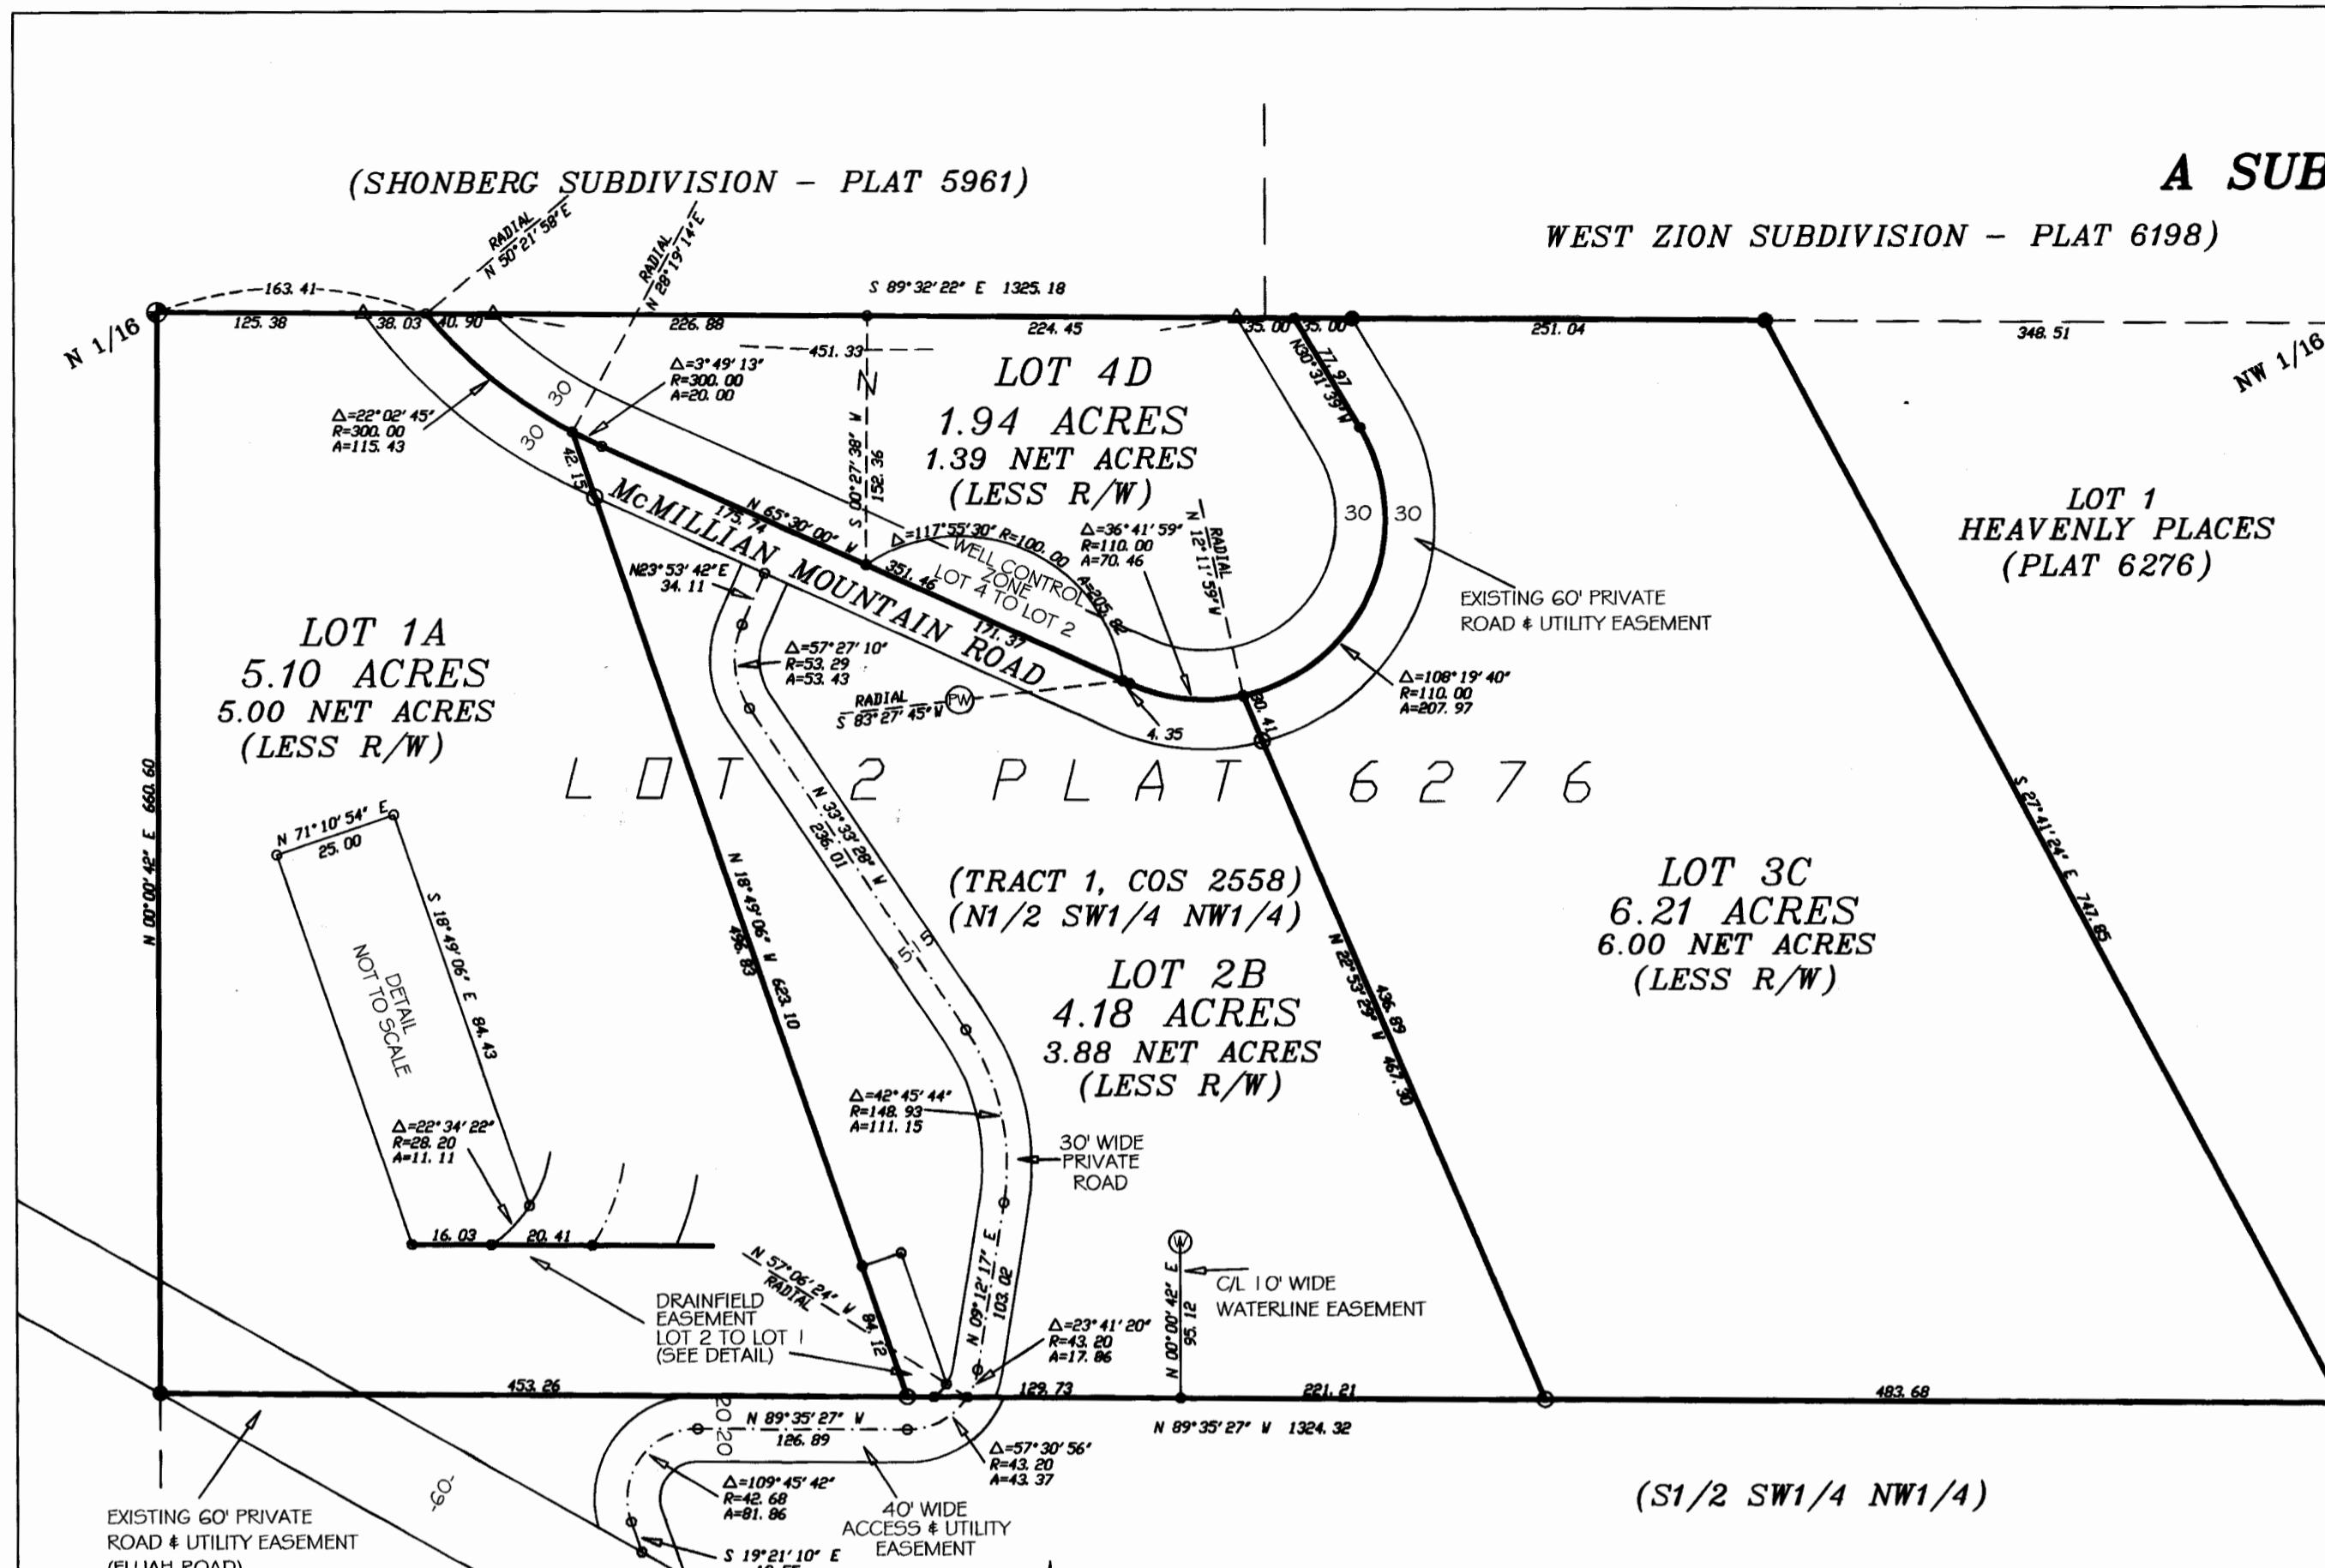 (SHONBERG SUBDIVISION - PLAT 5961)
A SUB
WEST ZION SUBDIVISION - PLAT 6198)
RADIAL
N 50°21'58"E
RADIAL
N 28°19'14"E
S 89°32'22" E 1325.18
163.41
N 1/16
125.38
38.03
40.90
226.88
224.45
35.00
35.00
251.04
348.51
NW 1/16
451.33
Δ=3°49'13"
R=300.00
A=20.00
Δ=22°02'45"
R=300.00
A=115.43
30
30
42.15
S 00°27'38" W
152.36
LOT 4D
1.94 ACRES
1.39 NET ACRES
(LESS R/W)
77.97
N30°31'39"W
30
30
N 65°30'00" W
175.74
McMILLIAN MOUNTAIN ROAD
351.46
171.37
Δ=117°55'30" R=100.00 A=205.82
WELL CONTROL
ZONE
LOT 4 TO LOT 2
Δ=36°41'59"
R=110.00
A=70.46
RADIAL
N 12°11'59"W
LOT 1
HEAVENLY PLACES
(PLAT 6276)
EXISTING 60' PRIVATE
ROAD & UTILITY EASEMENT
N23°53'42"E
34.11
Δ=57°27'10"
R=53.29
A=53.43
RADIAL
S 83°27'45"W
PW
4.35
30.41
Δ=108°19'40"
R=110.00
A=207.97
LOT 1A
5.10 ACRES
5.00 NET ACRES
(LESS R/W)
LOT 2 PLAT 6276
N 00°00'42" E 660.60
N 71°10'54" E
25.00
S 18°49'06" E 84.43
DETAIL
NOT TO SCALE
N 18°49'06" W 623.10
496.83
N 33°33'28" W
236.01
5
5
(TRACT 1, COS 2558)
(N1/2 SW1/4 NW1/4)
LOT 2B
4.18 ACRES
3.88 NET ACRES
(LESS R/W)
LOT 3C
6.21 ACRES
6.00 NET ACRES
(LESS R/W)
S 27°41'24" E 747.85
436.89
N 22°53'29" W 467.30
Δ=42°45'44"
R=148.93
A=111.15
30' WIDE
PRIVATE
ROAD
Δ=22°34'22"
R=28.20
A=11.11
16.03
20.41
N 57°06'24" W
RADIAL
84.12
DRAINFIELD
EASEMENT
LOT 2 TO LOT 1
(SEE DETAIL)
N 09°12'17" E
103.02
W
N 00°00'42" E
95.12
C/L 10' WIDE
WATERLINE EASEMENT
Δ=23°41'20"
R=43.20
A=17.86
453.26
129.73
221.21
483.68
20
20
N 89°35'27" W
126.89
N 89°35'27" W 1324.32
Δ=57°30'56"
R=43.20
A=43.37
Δ=109°45'42"
R=42.68
A=81.86
40' WIDE
ACCESS & UTILITY
EASEMENT
(S1/2 SW1/4 NW1/4)
-60-
EXISTING 60' PRIVATE
ROAD & UTILITY EASEMENT
(ELIJAH ROAD)
S 19°21'10" E